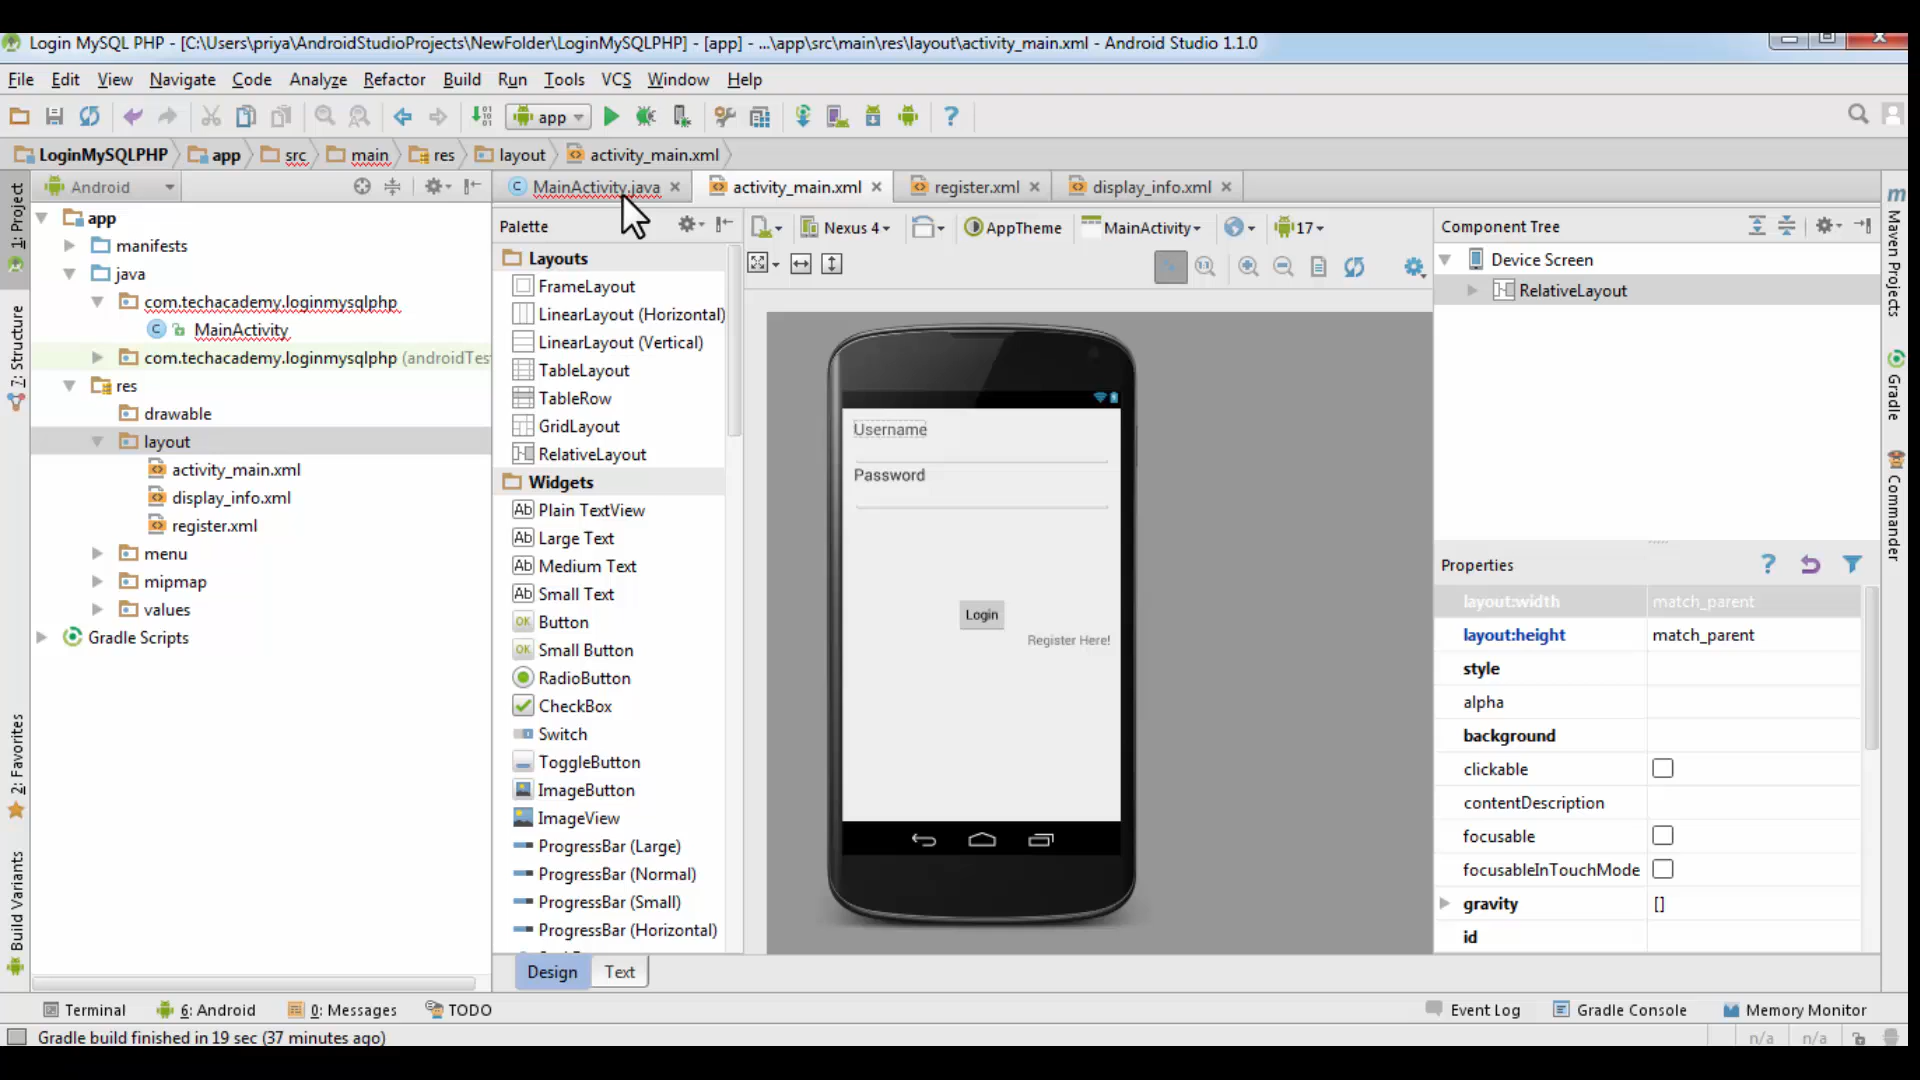 Login MySQL PHP - [C:\Users\priya\AndroidStudioProjects\NewFolder\LoginMySQLPHP] - [app] - ...\app\src\main\res\layout\activity_main.xml - Android Studio 1.1.0
File Edit View Navigate Code Analyze Refactor Build Run Tools VCS Window Help
app
LoginMySQLPHP app src main res layout activity_main.xml
Android
MainActivity.java activity_main.xml register.xml display_info.xml
1: Project
7: Structure
2: Favorites
Build Variants
app
manifests
java
com.techacademy.loginmysqlphp
MainActivity
com.techacademy.loginmysqlphp (androidTes
res
drawable
layout
activity_main.xml
display_info.xml
register.xml
menu
mipmap
values
Gradle Scripts
Palette
Layouts
FrameLayout
LinearLayout (Horizontal)
LinearLayout (Vertical)
TableLayout
TableRow
GridLayout
RelativeLayout
Widgets
Ab Plain TextView
Ab Large Text
Ab Medium Text
Ab Small Text
OK Button
OK Small Button
RadioButton
CheckBox
Switch
ToggleButton
ImageButton
ImageView
ProgressBar (Large)
ProgressBar (Normal)
ProgressBar (Small)
ProgressBar (Horizontal)
Design Text
Nexus 4 AppTheme MainActivity 17
Username
Password
Login
Register Here!
Component Tree
Device Screen
RelativeLayout
Properties
layout:width match_parent
layout:height match_parent
style
alpha
background
clickable
contentDescription
focusable
focusableInTouchMode
gravity []
id
Maven Projects
Gradle
Commander
Terminal 6: Android 0: Messages TODO Event Log Gradle Console Memory Monitor
Gradle build finished in 19 sec (37 minutes ago) n/a n/a